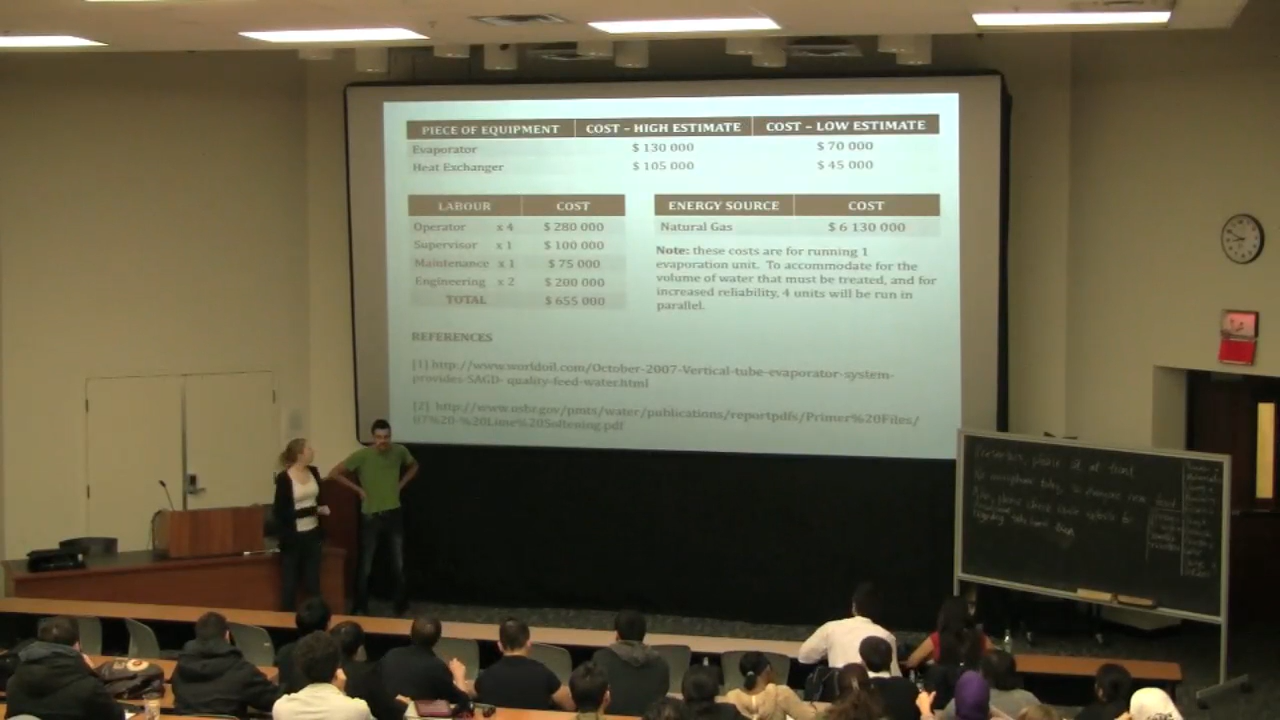 PIECE OF EQUIPMENT COST – HIGH ESTIMATE COST – LOW ESTIMATE
Evaporator $ 130 000 $ 70 000
Heat Exchanger $ 105 000 $ 45 000
LABOUR COST
Operator x 4 $ 280 000
Supervisor x 1 $ 100 000
Maintenance x 1 $ 75 000
Engineering x 2 $ 200 000
TOTAL $ 655 000
ENERGY SOURCE COST
Natural Gas $ 6 130 000
Note: these costs are for running 1
evaporation unit. To accommodate for the
volume of water that must be treated, and for
increased reliability, 4 units will be run in
parallel.
REFERENCES
[1] http://www.worldoil.com/October-2007-Vertical-tube-evaporator-system-
provides-SAGD- quality-feed-water.html
[2] http://www.usbr.gov/pmts/water/publications/reportpdfs/Primer%20Files/
07%20-%20Lime%20Softening.pdf
please at least